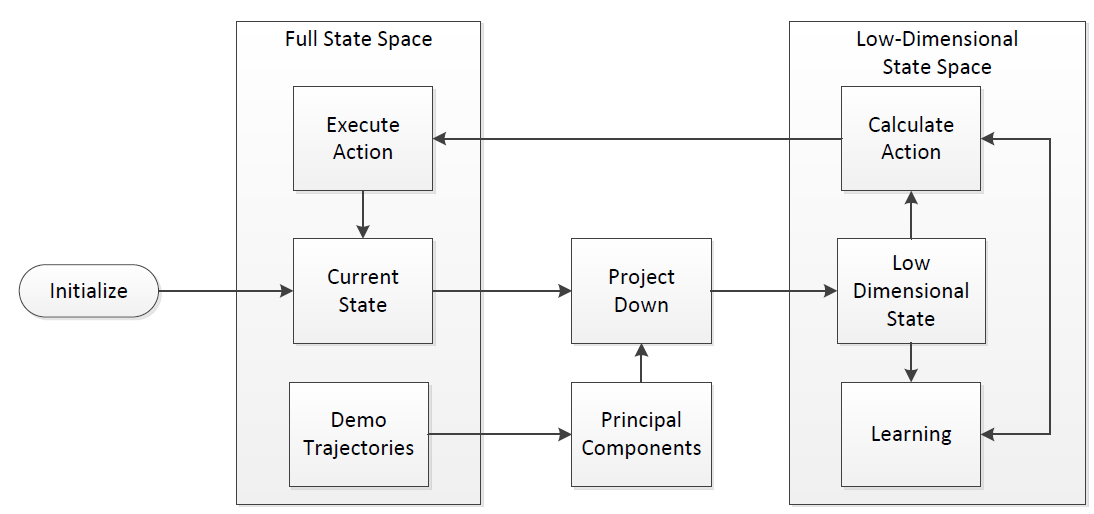 Full State Space
Low-Dimensional
State Space
Execute
Action
Calculate
Action
Initialize
Current
State
Project
Down
Low
Dimensional
State
Demo
Trajectories
Principal
Components
Learning